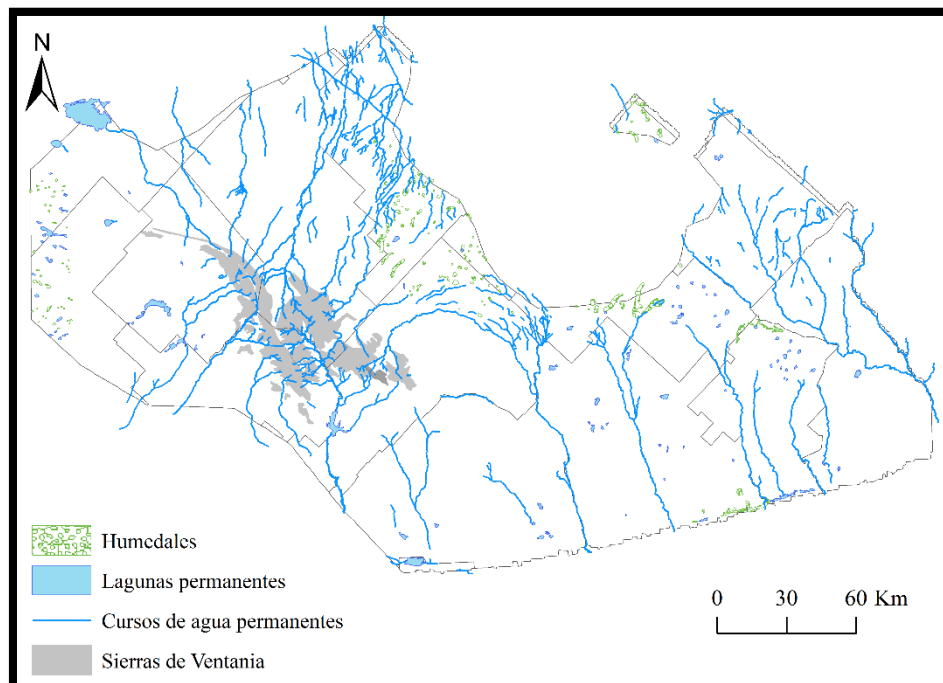 N
Humedales
Lagunas permanentes
Cursos de agua permanentes
Sierras de Ventania
0 30 60 Km